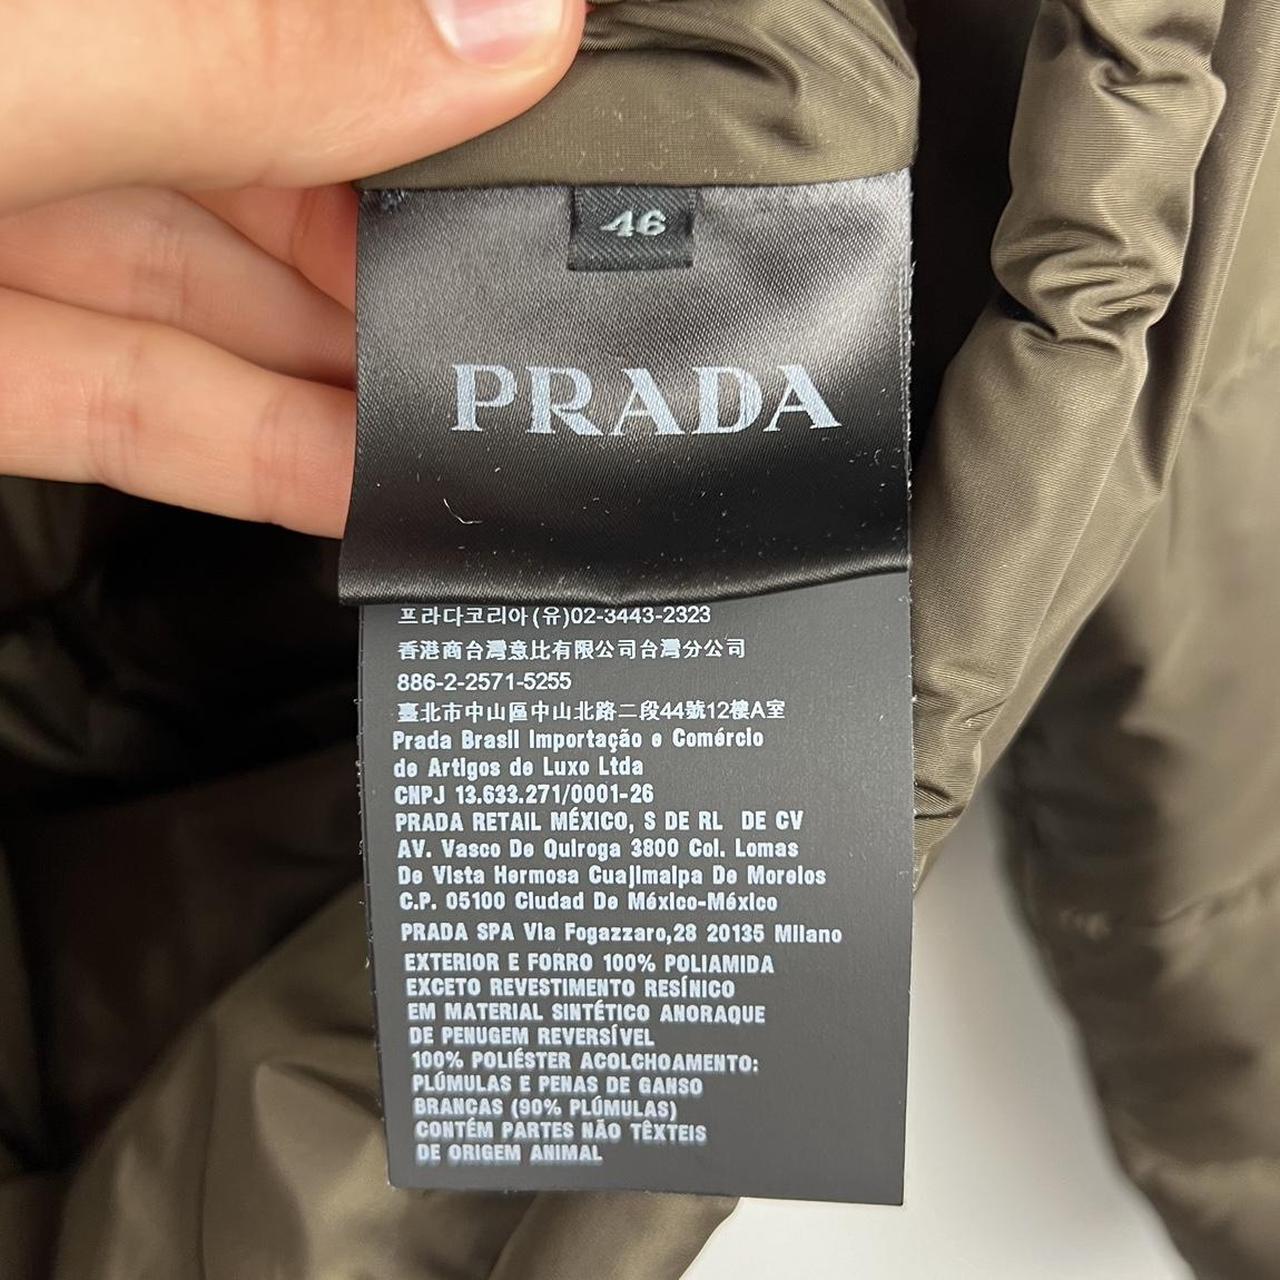 46
PRADA
프라다코리아(유)02-3443-2323
香港商台灣意比有限公司台灣分公司
886-2-2571-5255
臺北市中山區中山北路二段44號12樓A室
Prada Brasil Importação e Comércio
de Artigos de Luxo Ltda
CNPJ 13.633.271/0001-26
PRADA RETAIL MÉXICO, S DE RL DE CV
AV. Vasco De Quiroga 3800 Col. Lomas
De Vista Hermosa Cuajimalpa De Morelos
C.P. 05100 Ciudad De México-México
PRADA SPA Via Fogazzaro,28 20135 Milano
EXTERIOR E FORRO 100% POLIAMIDA
EXCETO REVESTIMENTO RESÍNICO
EM MATERIAL SINTÉTICO ANORAQUE
DE PENUGEM REVERSÍVEL
100% POLIÉSTER ACOLCHOAMENTO:
PLÚMULAS E PENAS DE GANSO
BRANCAS (90% PLÚMULAS)
CONTÉM PARTES NÃO TÊXTEIS
DE ORIGEM ANIMAL